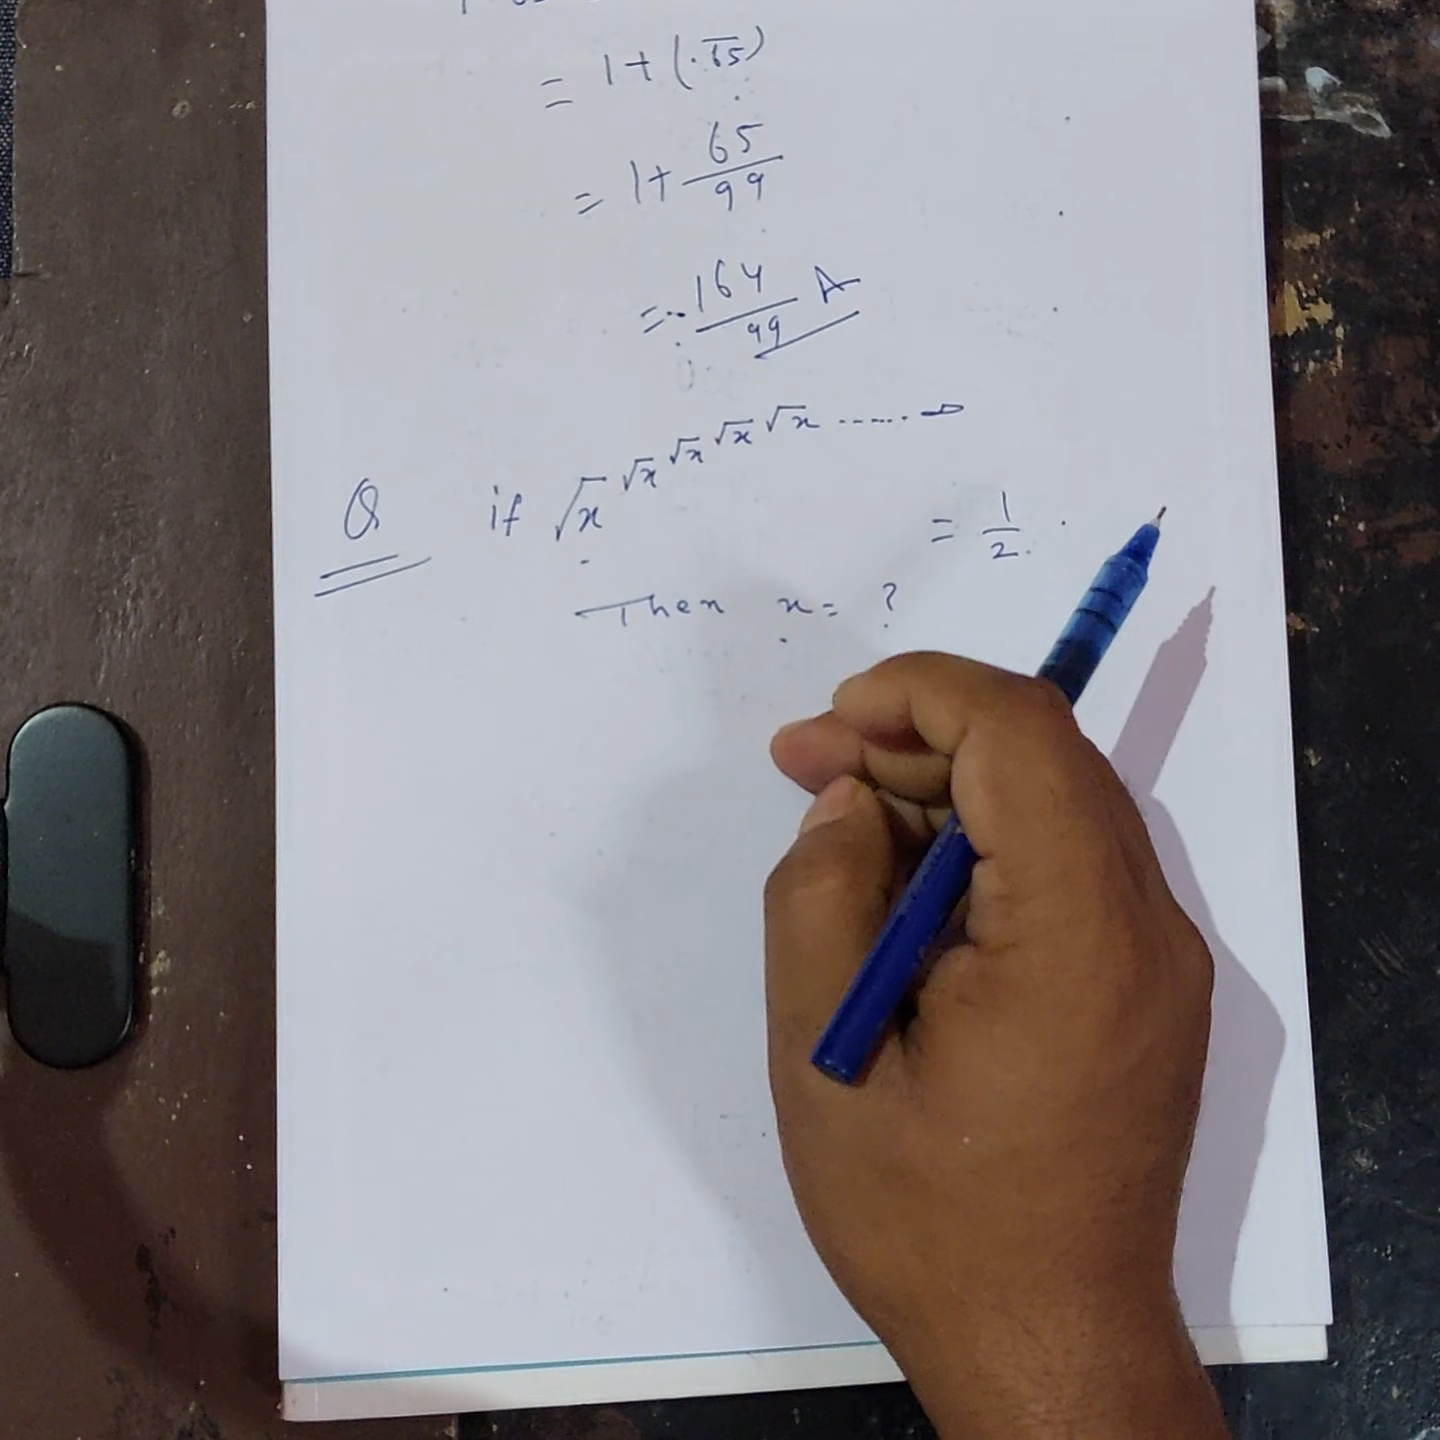 = 1 + (.65)
= 1 + 65/99
= 164/99 A
Q if √x^√x^√x^√x^√x ...... ∞ = 1/2.
Then x = ?